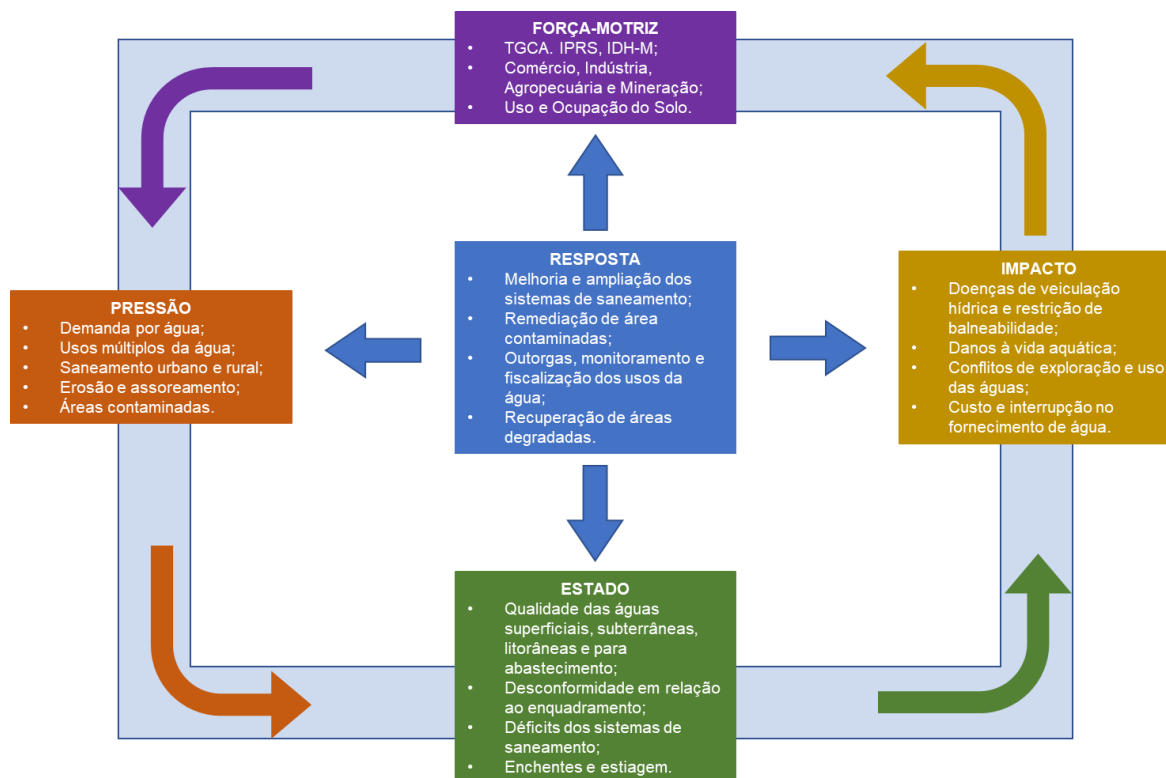 FORÇA-MOTRIZ
• TGCA. IPRS, IDH-M;
• Comércio, Indústria,
Agropecuária e Mineração;
• Uso e Ocupação do Solo.
RESPOSTA
• Melhoria e ampliação dos
sistemas de saneamento;
• Remediação de área
contaminadas;
• Outorgas, monitoramento e
fiscalização dos usos da
água;
• Recuperação de áreas
degradadas.
PRESSÃO
• Demanda por água;
• Usos múltiplos da água;
• Saneamento urbano e rural;
• Erosão e assoreamento;
• Áreas contaminadas.
IMPACTO
• Doenças de veiculação
hídrica e restrição de
balneabilidade;
• Danos à vida aquática;
• Conflitos de exploração e uso
das águas;
• Custo e interrupção no
fornecimento de água.
ESTADO
• Qualidade das águas
superficiais, subterrâneas,
litorâneas e para
abastecimento;
• Desconformidade em relação
ao enquadramento;
• Déficits dos sistemas de
saneamento;
• Enchentes e estiagem.